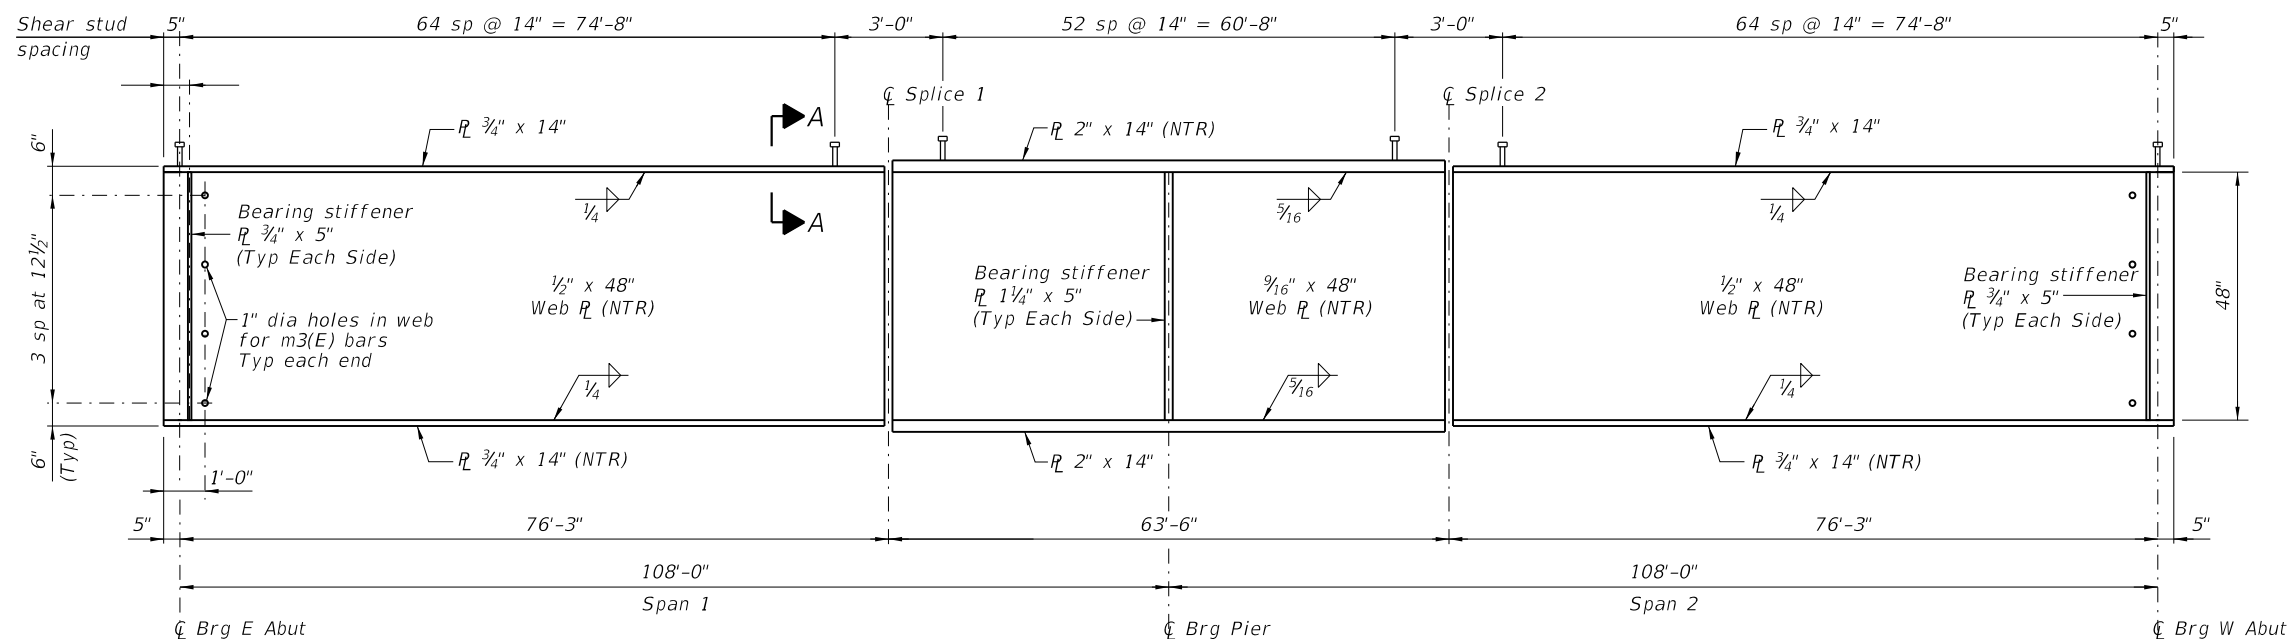 Shear stud
spacing
5"
64 sp @ 14" = 74'-8"
3'-0"
52 sp @ 14" = 60'-8"
3'-0"
64 sp @ 14" = 74'-8"
5"
℄ Splice 1
℄ Splice 2
A
A
6"
3 sp at 12½"
6"
(Typ)
PL ¾" x 14"
PL 2" x 14" (NTR)
PL ¾" x 14"
1/4
5/16
1/4
Bearing stiffener
PL ¾" x 5"
(Typ Each Side)
1" dia holes in web
for m3(E) bars
Typ each end
½" x 48"
Web PL (NTR)
Bearing stiffener
PL 1¼" x 5"
(Typ Each Side)
9/16" x 48"
Web PL (NTR)
½" x 48"
Web PL (NTR)
Bearing stiffener
PL ¾" x 5"
(Typ Each Side)
48"
1/4
5/16
1/4
PL ¾" x 14" (NTR)
PL 2" x 14"
PL ¾" x 14" (NTR)
1'-0"
5"
76'-3"
63'-6"
76'-3"
5"
108'-0"
Span 1
108'-0"
Span 2
℄ Brg E Abut
℄ Brg Pier
℄ Brg W Abut